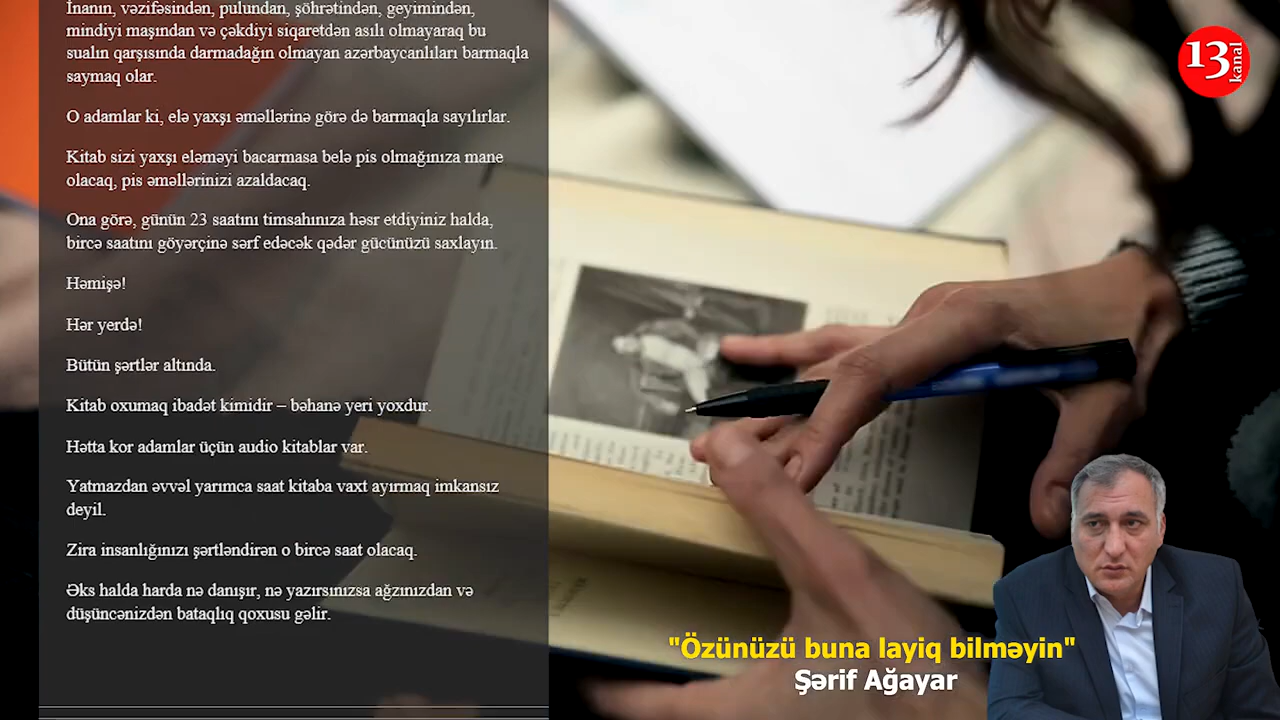 İnanın, vəzifəsindən, pulundan, şöhrətindən, geyimindən,
mindiyi maşından və çəkdiyi siqaretdən asılı olmayaraq bu
sualın qarşısında darmadağın olmayan azərbaycanlıları barmaqla
saymaq olar.
O adamlar ki, elə yaxşı əməllərinə görə də barmaqla sayılırlar.
Kitab sizi yaxşı eləməyi bacarmasa belə pis olmağınıza mane
olacaq, pis əməllərinizi azaldacaq.
Ona görə, günün 23 saatını timsahınıza həsr etdiyiniz halda,
bircə saatını göyərçinə sərf edəcək qədər gücünüzü saxlayın.
Həmişə!
Hər yerdə!
Bütün şərtlər altında.
Kitab oxumaq ibadət kimidir – bəhanə yeri yoxdur.
Hətta kor adamlar üçün audio kitablar var.
Yatmazdan əvvəl yarımca saat kitaba vaxt ayırmaq imkansız
deyil.
Zira insanlığınızı şərtləndirən o bircə saat olacaq.
Əks halda harda nə danışır, nə yazırsınızsa ağzınızdan və
düşüncənizdən bataqlıq qoxusu gəlir.
13 kanal
"Özünüzü buna layiq bilməyin"
Şərif Ağayar